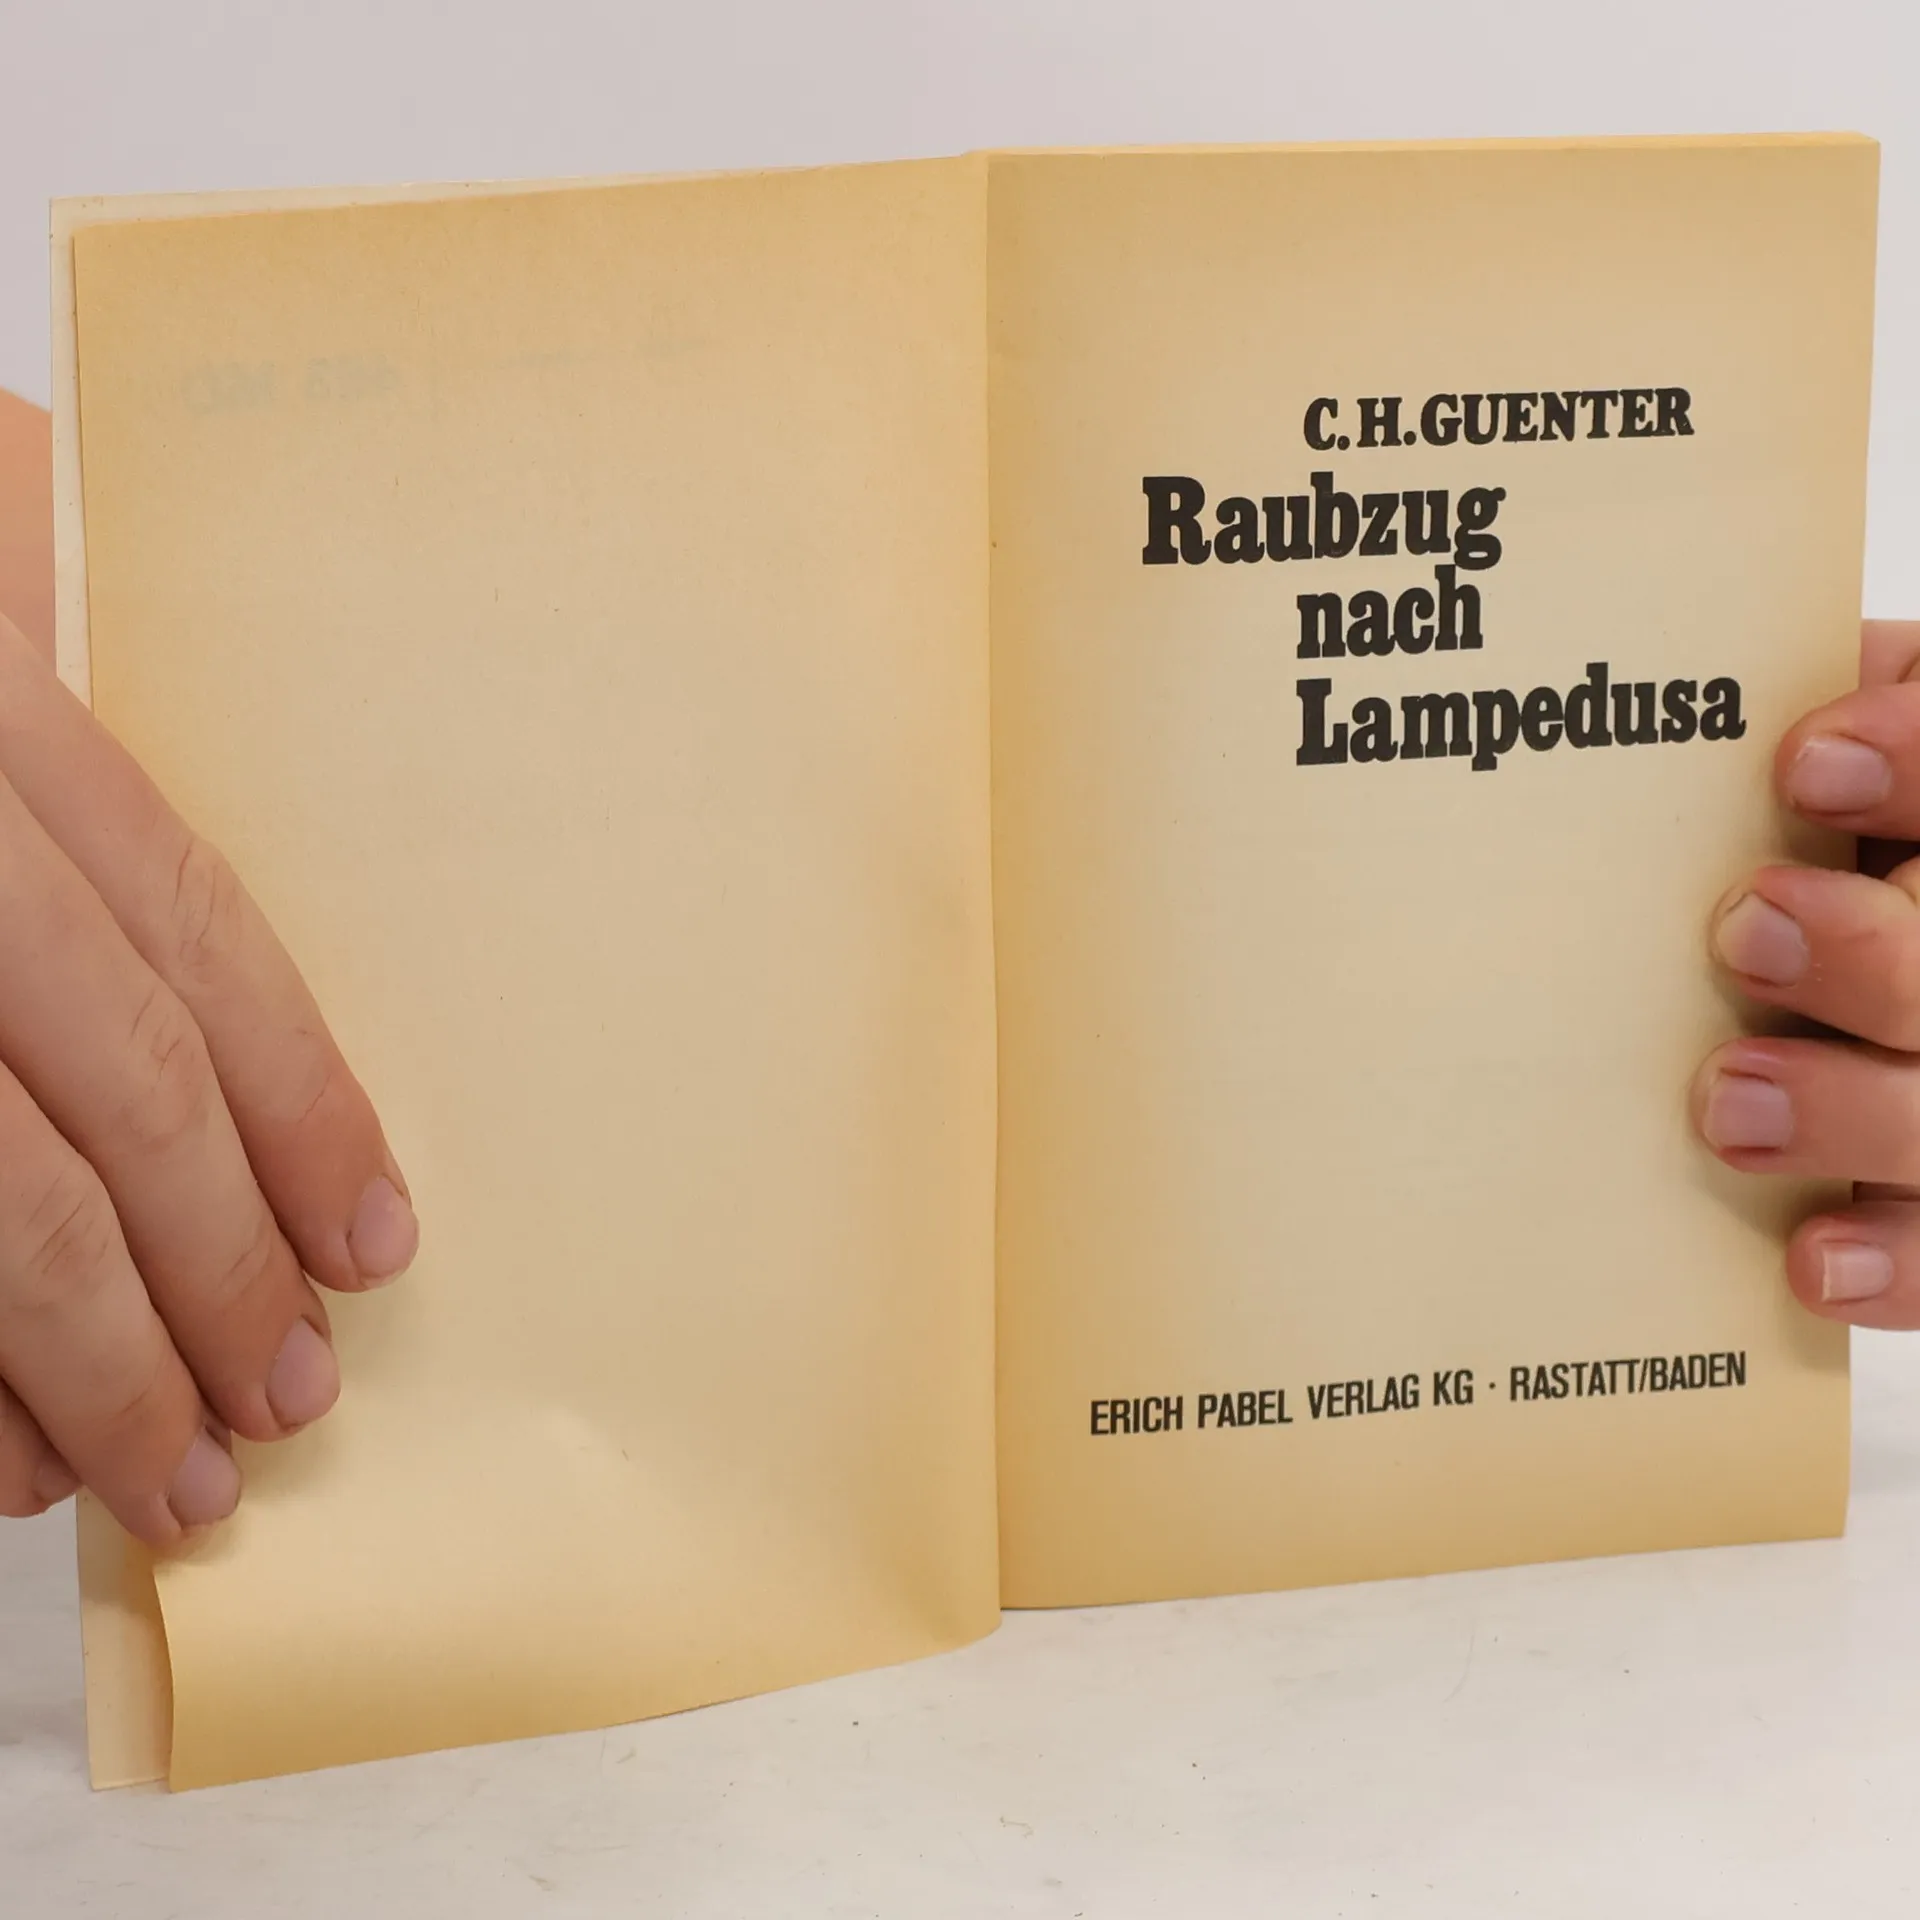 C.H.GUENTER
Raubzug
nach
Lampedusa
ERICH PABEL VERLAG KG · RASTATT/BADEN